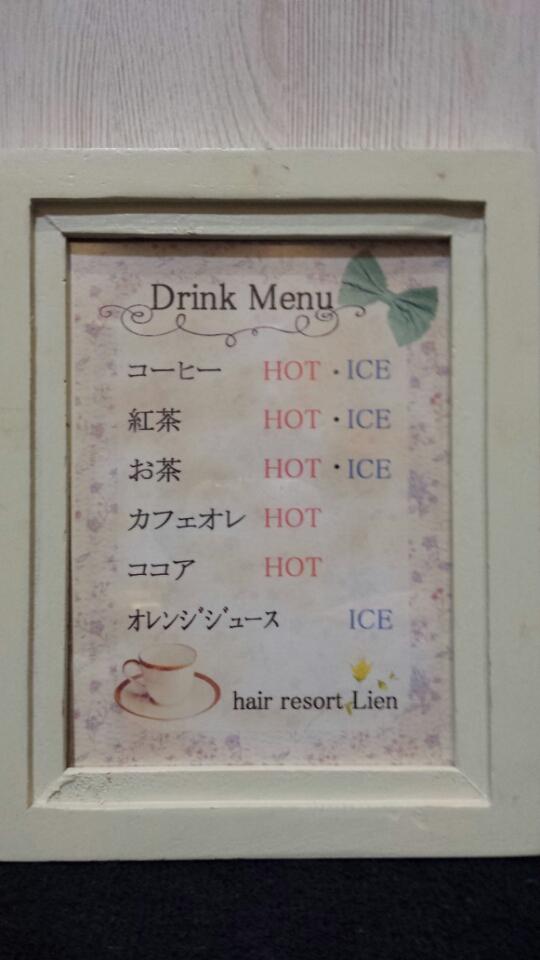 Drink Menu
コーヒー HOT・ICE
紅茶 HOT・ICE
お茶 HOT・ICE
カフェオレ HOT
ココア HOT
オレンジジュース ICE
hair resort Lien